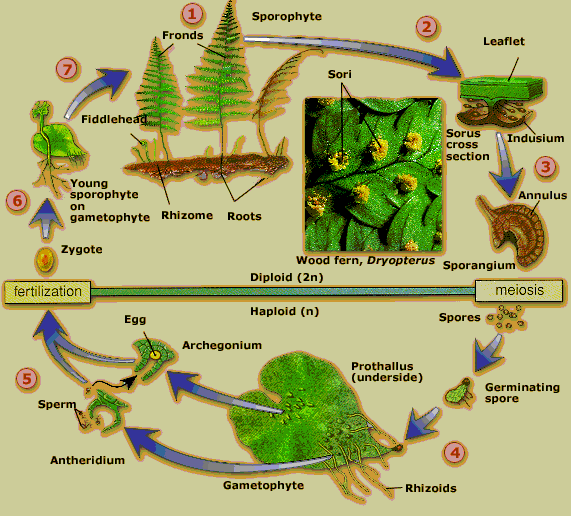 1
Sporophyte
2
Fronds
Leaflet
7
Sori
Fiddlehead
Sorus
cross
section
Indusium
3
Young
sporophyte
on
gametophyte
Annulus
6
Rhizome
Roots
Zygote
Wood fern, Dryopterus
Sporangium
Diploid (2n)
fertilization
meiosis
Haploid (n)
Egg
Spores
Archegonium
Prothallus
(underside)
5
Germinating
spore
Sperm
4
Antheridium
Gametophyte
Rhizoids